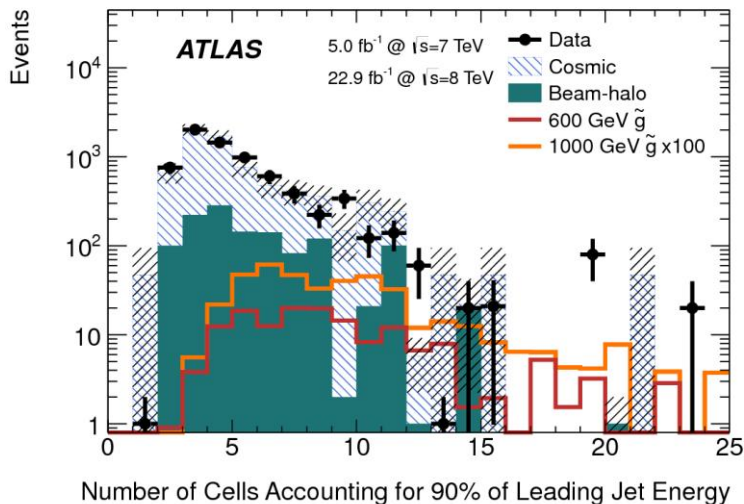 Events
10⁴
10³
10²
10
1
ATLAS
5.0 fb⁻¹ @ √s=7 TeV
22.9 fb⁻¹ @ √s=8 TeV
Data
Cosmic
Beam-halo
600 GeV g̃
1000 GeV g̃ x100
0 5 10 15 20 25
Number of Cells Accounting for 90% of Leading Jet Energy